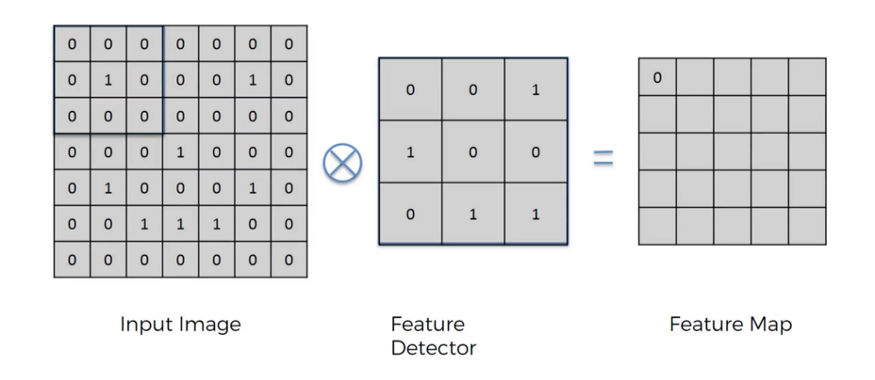 0 0 0 0 0 0 0
0 1 0 0 0 1 0
0 0 0 0 0 0 0
0 0 0 1 0 0 0
0 1 0 0 0 1 0
0 0 1 1 1 0 0
0 0 0 0 0 0 0
0 0 1
1 0 0
0 1 1
=
0
Input Image
Feature
Detector
Feature Map